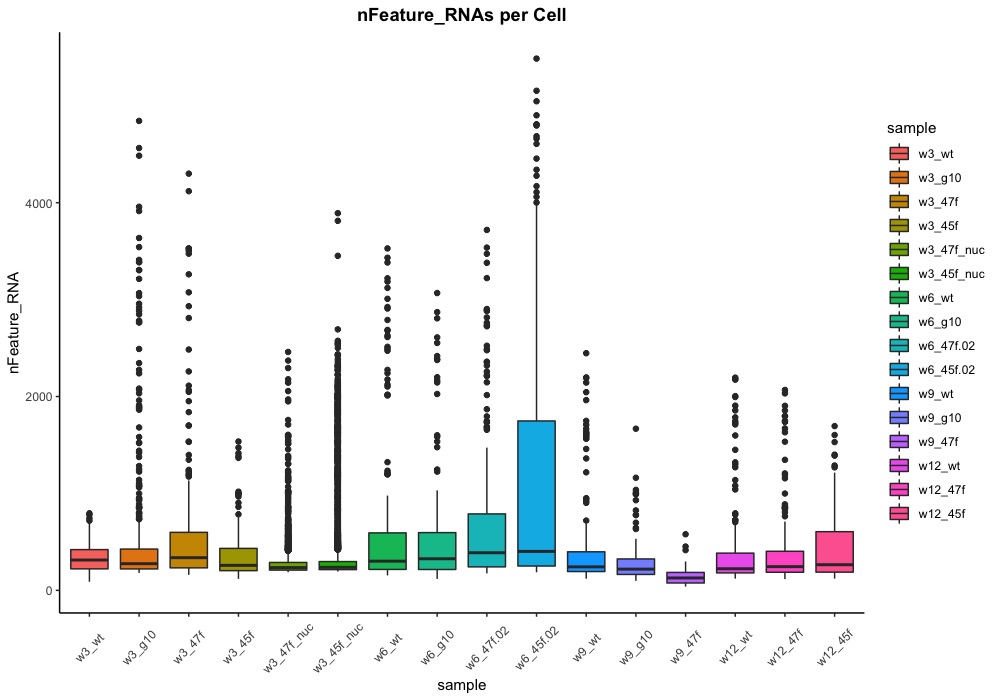 nFeature_RNAs per Cell
nFeature_RNA
4000
2000
0
w3_wt
w3_g10
w3_47f
w3_45f
w3_47f_nuc
w3_45f_nuc
w6_wt
w6_g10
w6_47f.02
w6_45f.02
w9_wt
w9_g10
w9_47f
w12_wt
w12_47f
w12_45f
sample
sample
w3_wt
w3_g10
w3_47f
w3_45f
w3_47f_nuc
w3_45f_nuc
w6_wt
w6_g10
w6_47f.02
w6_45f.02
w9_wt
w9_g10
w9_47f
w12_wt
w12_47f
w12_45f